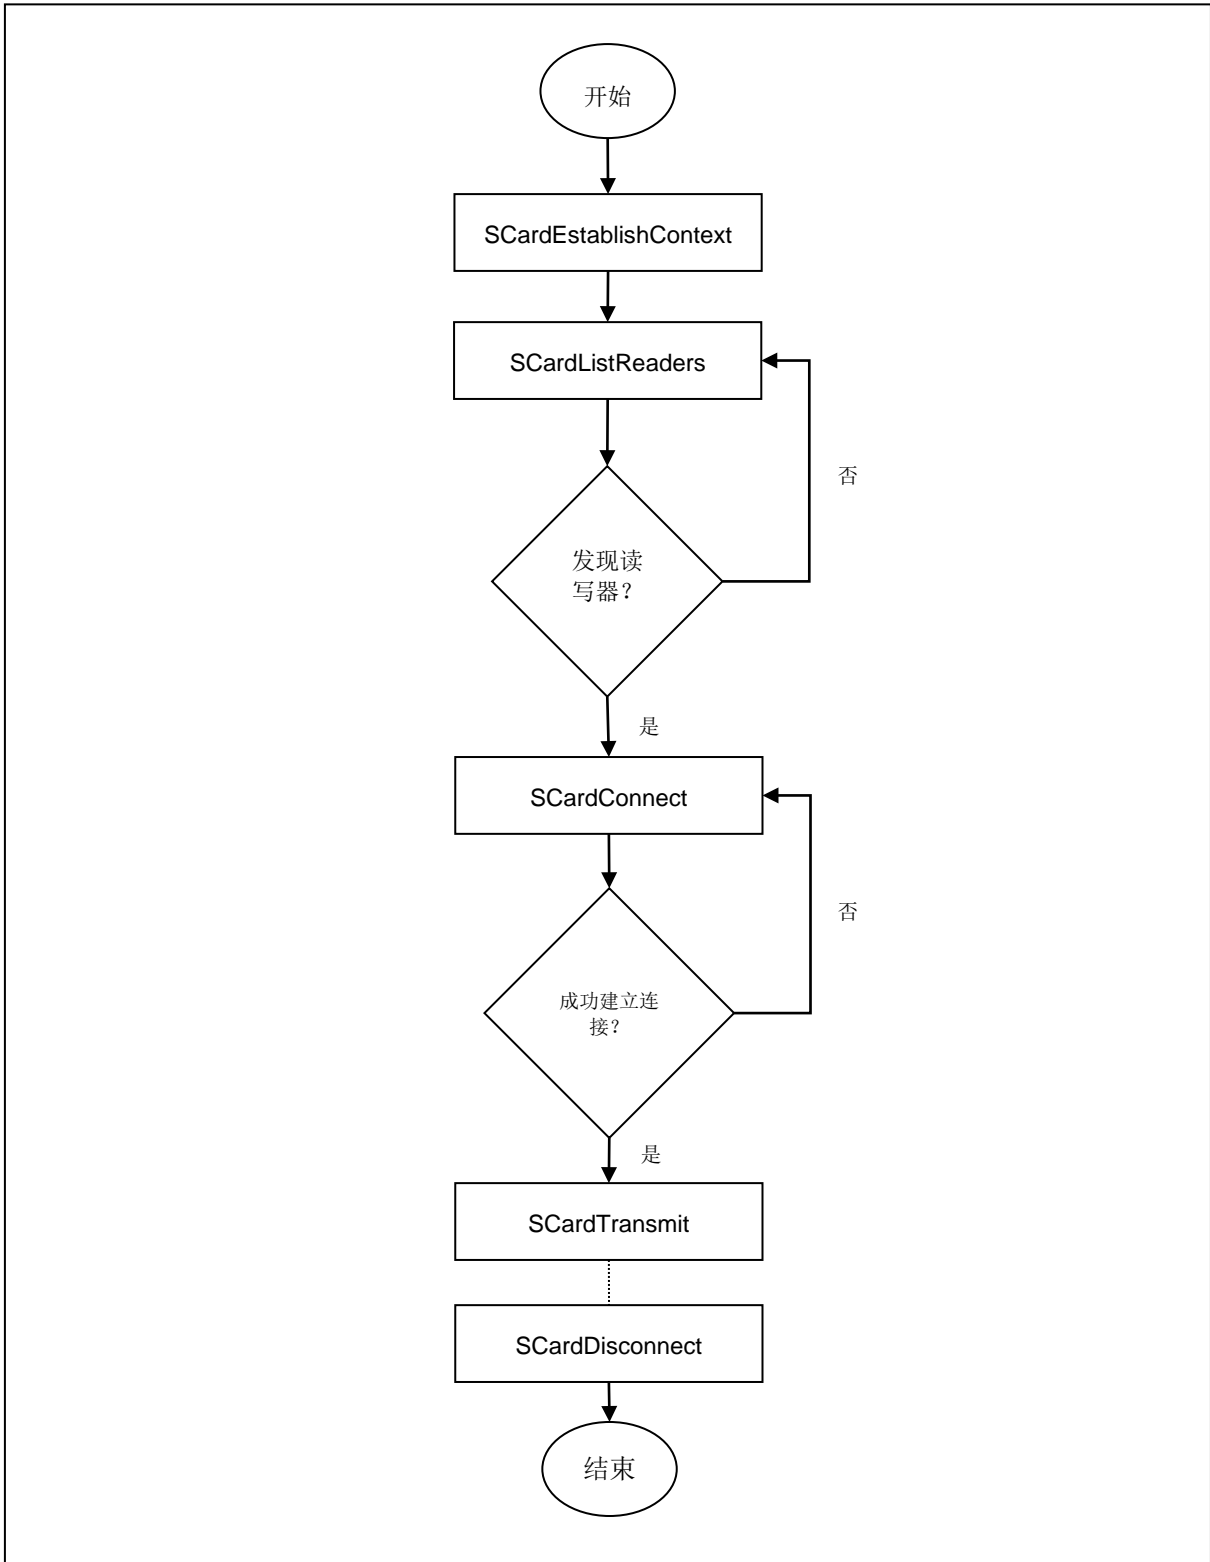 开始
SCardEstablishContext
SCardListReaders
否
发现读
写器？
是
SCardConnect
否
成功建立连
接？
是
SCardTransmit
SCardDisconnect
结束